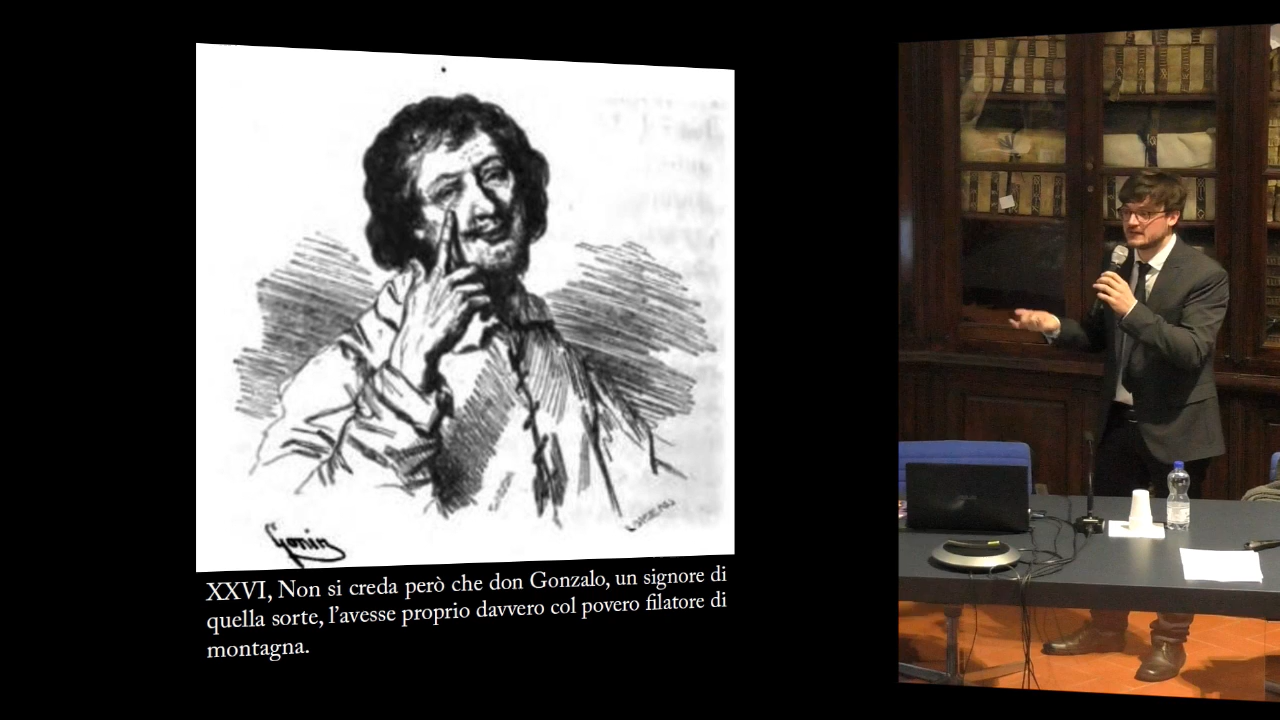 Gonin
XXVI, Non si creda però che don Gonzalo, un signore di
quella sorte, l'avesse proprio davvero col povero filatore di
montagna.